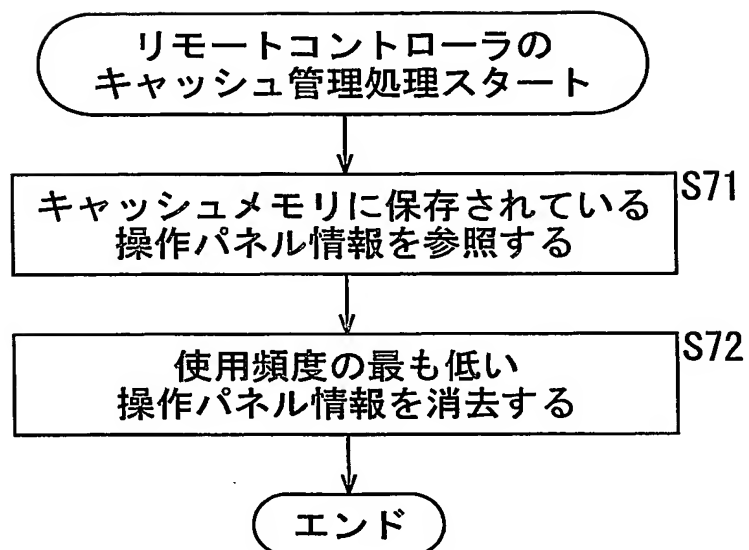 リモートコントローラの
キャッシュ管理処理スタート
S71
キャッシュメモリに保存されている
操作パネル情報を参照する
S72
使用頻度の最も低い
操作パネル情報を消去する
エンド